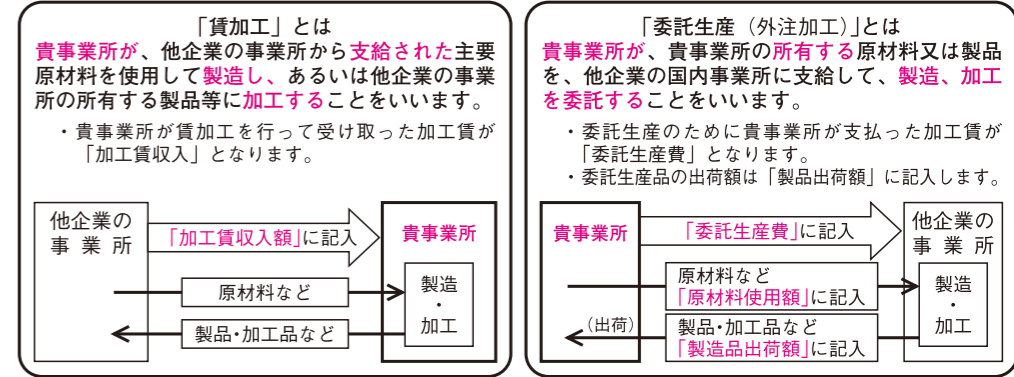 「賃加工」とは
貴事業所が、他企業の事業所から支給された主要
原材料を使用して製造し、あるいは他企業の事業
所の所有する製品等に加工することをいいます。
・貴事業所が賃加工を行って受け取った加工賃が
「加工賃収入」となります。
他企業の
事業所
「加工賃収入額」に記入
貴事業所
原材料など
製品・加工品など
製造
・
加工
「委託生産（外注加工）」とは
貴事業所が、貴事業所の所有する原材料又は製品
を、他企業の国内事業所に支給して、製造、加工
を委託することをいいます。
・委託生産のために貴事業所が支払った加工賃が
「委託生産費」となります。
・委託生産品の出荷額は「製品出荷額」に記入します。
貴事業所
「委託生産費」に記入
他企業の
事業所
原材料など
「原材料使用額」に記入
（出荷）
製品・加工品など
「製造品出荷額」に記入
製造
・
加工